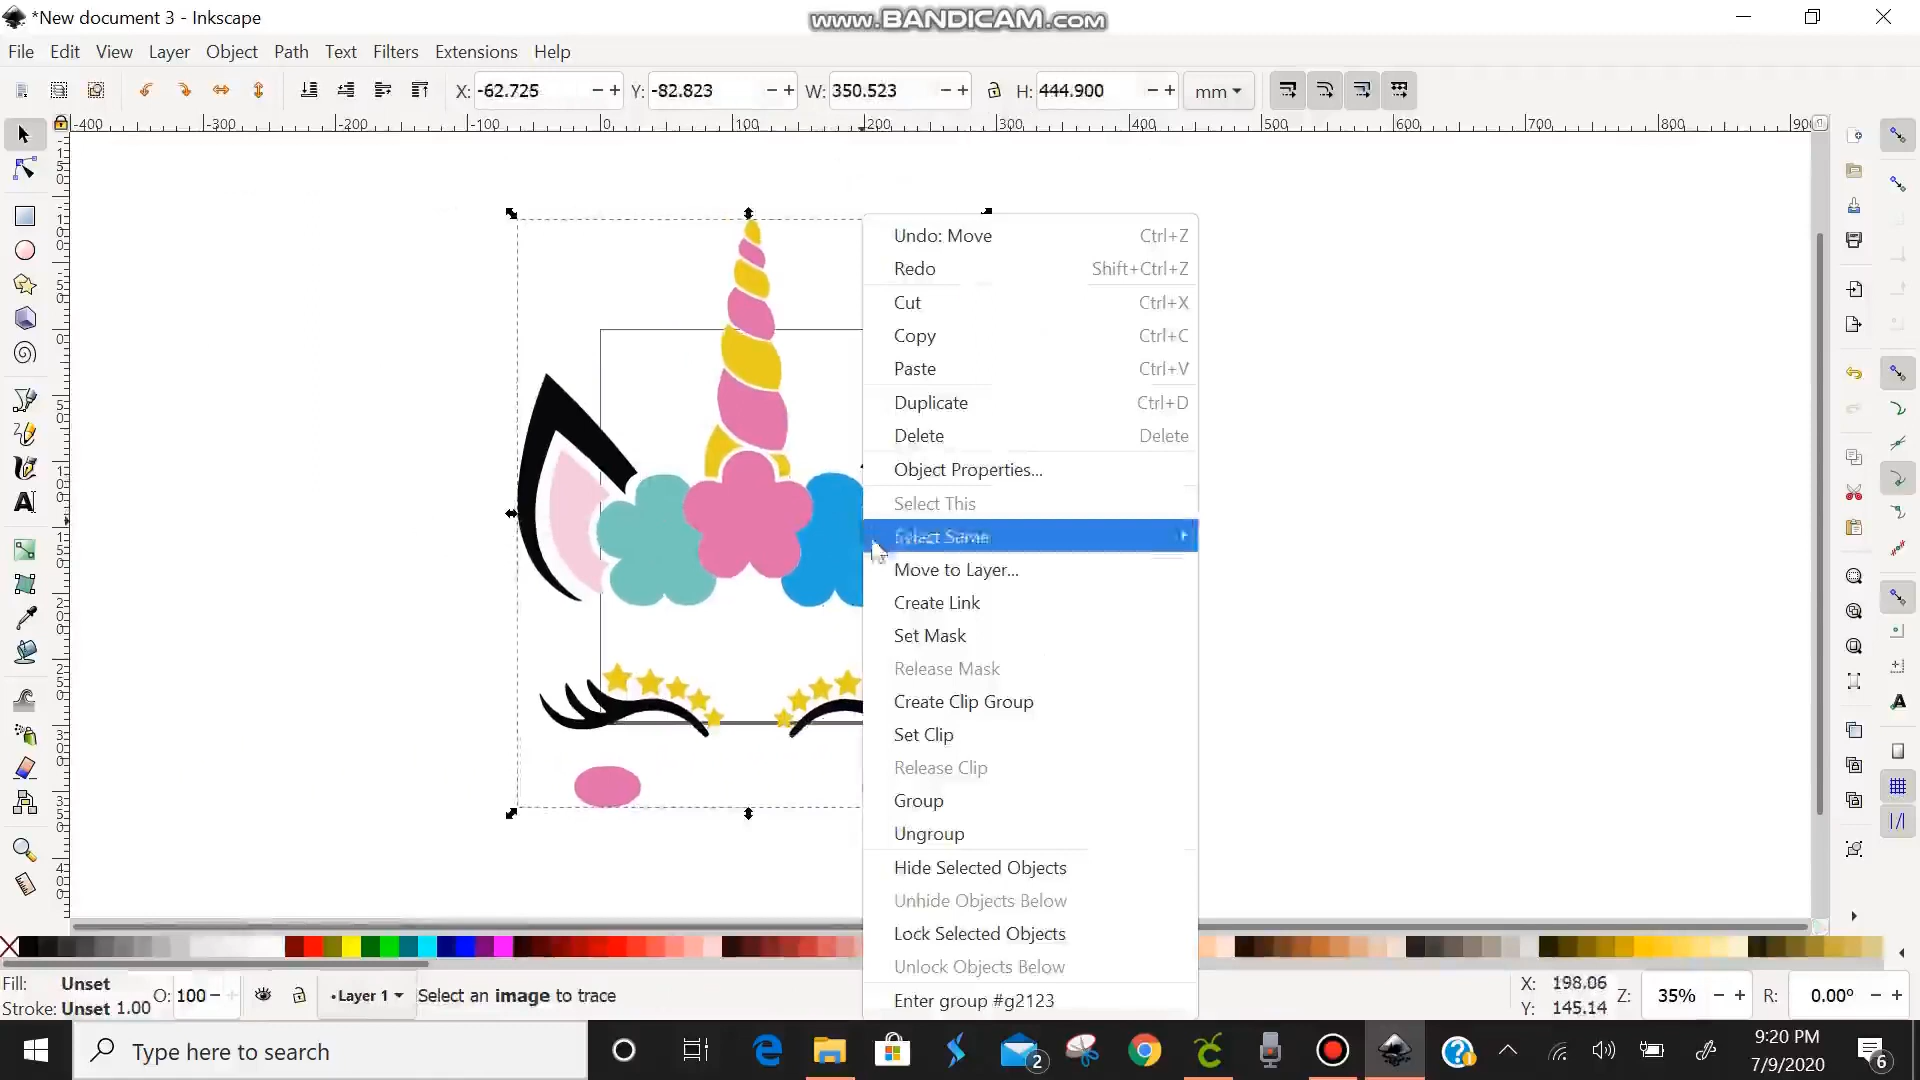 *New document 3 - Inkscape
www.BANDICAM.com
File Edit View Layer Object Path Text Filters Extensions Help
X: -62.725 Y: -82.823 W: 350.523 H: 444.900 mm
-400 -300 -200 -100 0 100 200 300 400 500 600 700 800
Undo: Move Ctrl+Z
Redo Shift+Ctrl+Z
Cut Ctrl+X
Copy Ctrl+C
Paste Ctrl+V
Duplicate Ctrl+D
Delete Delete
Object Properties...
Select This
Select Same
Move to Layer...
Create Link
Set Mask
Release Mask
Create Clip Group
Set Clip
Release Clip
Group
Ungroup
Hide Selected Objects
Unhide Objects Below
Lock Selected Objects
Unlock Objects Below
Enter group #g2123
Fill: Unset
Stroke: Unset 1.00
O: 100
•Layer 1
Select an image to trace
X: 198.06
Y: 145.14
Z: 35%
R: 0.00°
Type here to search
2
9:20 PM
7/9/2020
6